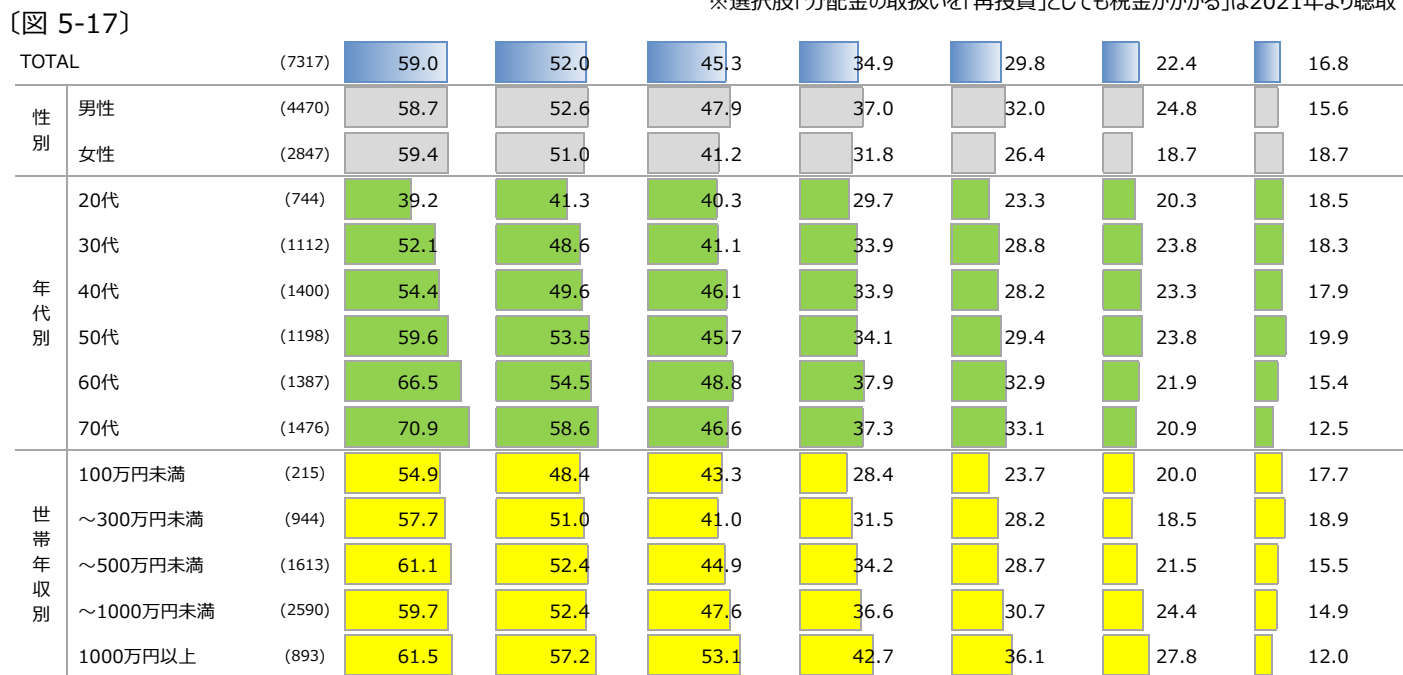 ※選択肢「分配金の取扱いを「再投資」としても税金がかかる」は2021年より聴取
〔図 5-17〕
TOTAL (7317) 59.0 52.0 45.3 34.9 29.8 22.4 16.8
性別
男性 (4470) 58.7 52.6 47.9 37.0 32.0 24.8 15.6
女性 (2847) 59.4 51.0 41.2 31.8 26.4 18.7 18.7
年代別
20代 (744) 39.2 41.3 40.3 29.7 23.3 20.3 18.5
30代 (1112) 52.1 48.6 41.1 33.9 28.8 23.8 18.3
40代 (1400) 54.4 49.6 46.1 33.9 28.2 23.3 17.9
50代 (1198) 59.6 53.5 45.7 34.1 29.4 23.8 19.9
60代 (1387) 66.5 54.5 48.8 37.9 32.9 21.9 15.4
70代 (1476) 70.9 58.6 46.6 37.3 33.1 20.9 12.5
世帯年収別
100万円未満 (215) 54.9 48.4 43.3 28.4 23.7 20.0 17.7
～300万円未満 (944) 57.7 51.0 41.0 31.5 28.2 18.5 18.9
～500万円未満 (1613) 61.1 52.4 44.9 34.2 28.7 21.5 15.5
～1000万円未満 (2590) 59.7 52.4 47.6 36.6 30.7 24.4 14.9
1000万円以上 (893) 61.5 57.2 53.1 42.7 36.1 27.8 12.0